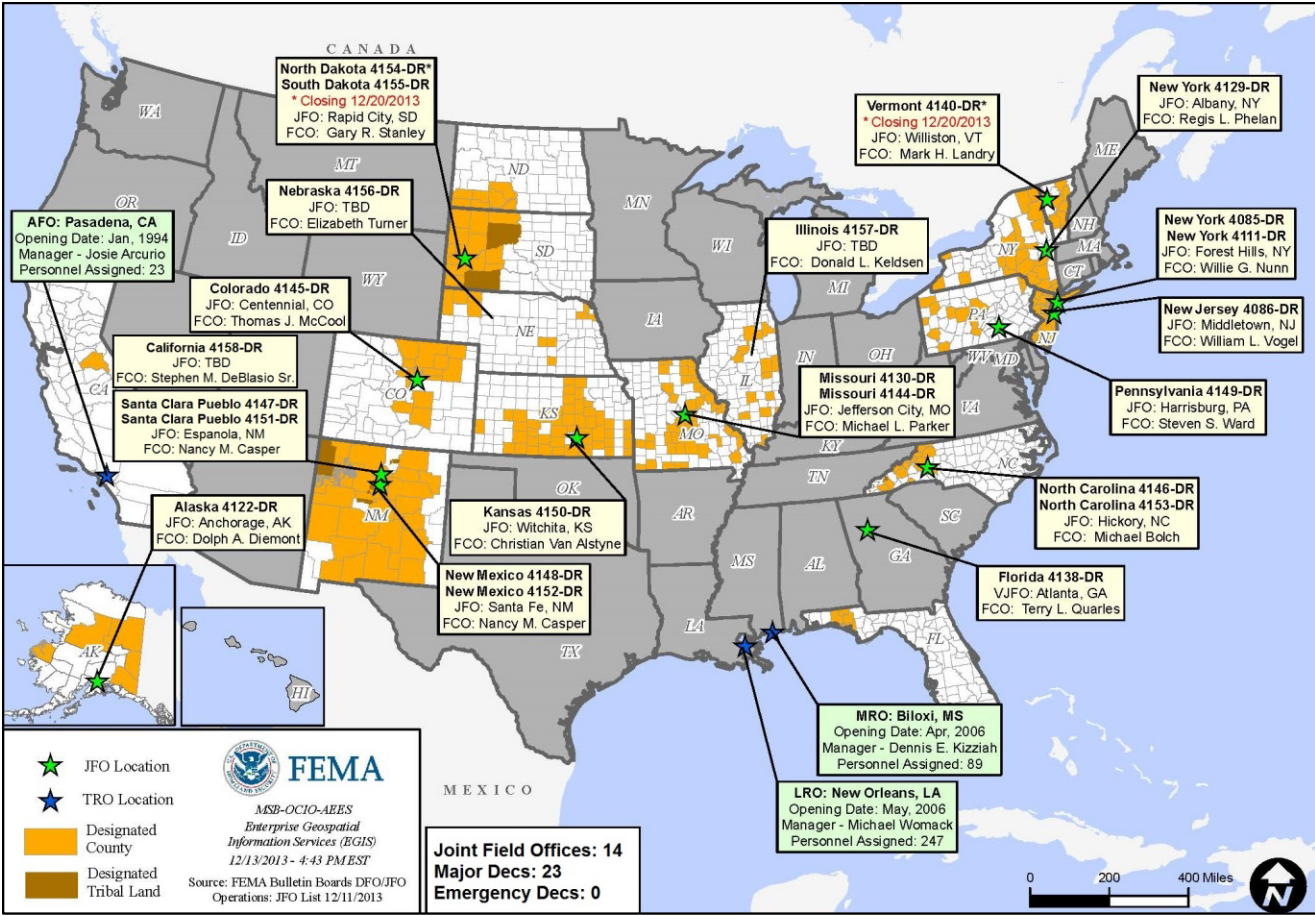 CANADA
North Dakota 4154-DR*
South Dakota 4155-DR
* Closing 12/20/2013
JFO: Rapid City, SD
FCO: Gary R. Stanley
Vermont 4140-DR*
* Closing 12/20/2013
JFO: Williston, VT
FCO: Mark H. Landry
New York 4129-DR
JFO: Albany, NY
FCO: Regis L. Phelan
Nebraska 4156-DR
JFO: TBD
FCO: Elizabeth Turner
AFO: Pasadena, CA
Opening Date: Jan, 1994
Manager - Josie Arcurio
Personnel Assigned: 23
Illinois 4157-DR
JFO: TBD
FCO: Donald L. Keldsen
New York 4085-DR
New York 4111-DR
JFO: Forest Hills, NY
FCO: Willie G. Nunn
Colorado 4145-DR
JFO: Centennial, CO
FCO: Thomas J. McCool
New Jersey 4086-DR
JFO: Middletown, NJ
FCO: William L. Vogel
California 4158-DR
JFO: TBD
FCO: Stephen M. DeBlasio Sr.
Missouri 4130-DR
Missouri 4144-DR
JFO: Jefferson City, MO
FCO: Michael L. Parker
Pennsylvania 4149-DR
JFO: Harrisburg, PA
FCO: Steven S. Ward
Santa Clara Pueblo 4147-DR
Santa Clara Pueblo 4151-DR
JFO: Espanola, NM
FCO: Nancy M. Casper
Alaska 4122-DR
JFO: Anchorage, AK
FCO: Dolph A. Diemont
Kansas 4150-DR
JFO: Witchita, KS
FCO: Christian Van Alstyne
North Carolina 4146-DR
North Carolina 4153-DR
JFO: Hickory, NC
FCO: Michael Bolch
New Mexico 4148-DR
New Mexico 4152-DR
JFO: Santa Fe, NM
FCO: Nancy M. Casper
Florida 4138-DR
VJFO: Atlanta, GA
FCO: Terry L. Quarles
MRO: Biloxi, MS
Opening Date: Apr, 2006
Manager - Dennis E. Kizziah
Personnel Assigned: 89
LRO: New Orleans, LA
Opening Date: May, 2006
Manager - Michael Womack
Personnel Assigned: 247
WA
MT
ND
MN
ME
OR
ID
SD
WI
NY
NH
MA
CT
WY
MI
IA
NE
PA
NJ
CA
CO
KS
MO
IL
IN
OH
WV
MD
VA
KY
NM
OK
AR
TN
NC
SC
MS
AL
GA
TX
LA
FL
AK
HI
MEXICO
JFO Location
TRO Location
Designated
County
Designated
Tribal Land
FEMA
MSB-OCIO-AEES
Enterprise Geospatial
Information Services (EGIS)
12/13/2013 - 4:43 PM EST
Source: FEMA Bulletin Boards DFO/JFO
Operations: JFO List 12/11/2013
Joint Field Offices: 14
Major Decs: 23
Emergency Decs: 0
0 200 400 Miles
N